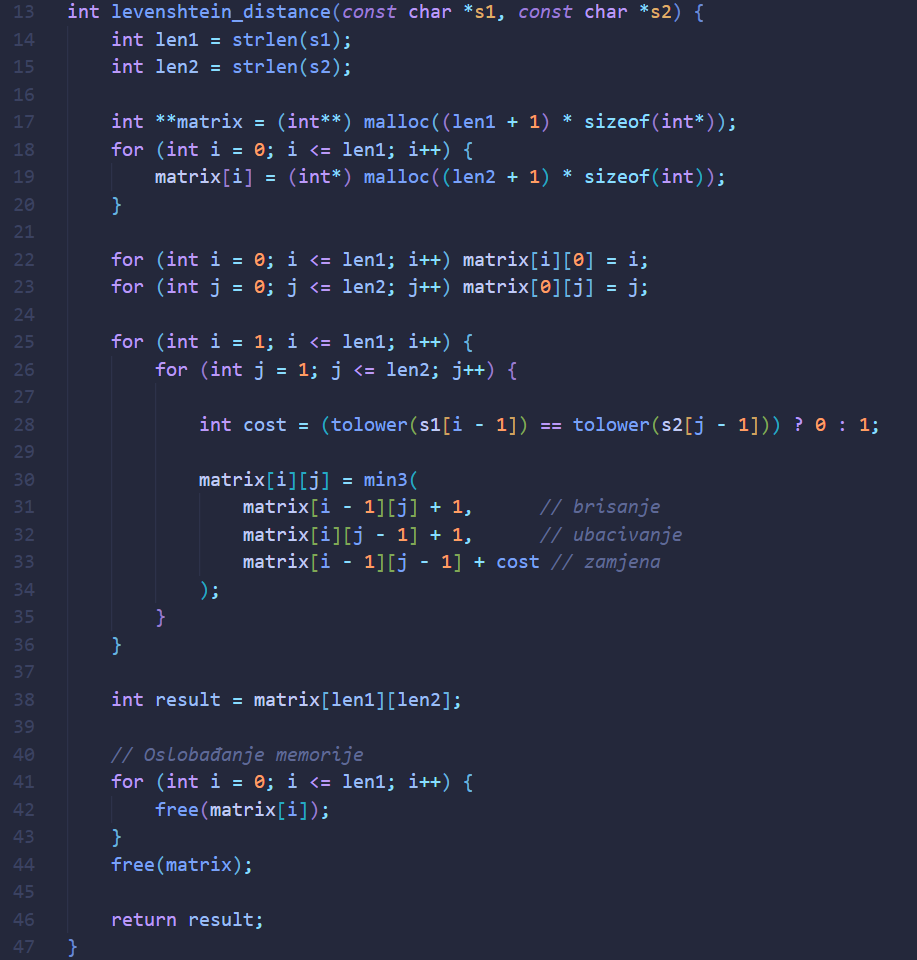 13 int levenshtein_distance(const char *s1, const char *s2) {
14     int len1 = strlen(s1);
15     int len2 = strlen(s2);
16
17     int **matrix = (int**) malloc((len1 + 1) * sizeof(int*));
18     for (int i = 0; i <= len1; i++) {
19         matrix[i] = (int*) malloc((len2 + 1) * sizeof(int));
20     }
21
22     for (int i = 0; i <= len1; i++) matrix[i][0] = i;
23     for (int j = 0; j <= len2; j++) matrix[0][j] = j;
24
25     for (int i = 1; i <= len1; i++) {
26         for (int j = 1; j <= len2; j++) {
27
28             int cost = (tolower(s1[i - 1]) == tolower(s2[j - 1])) ? 0 : 1;
29
30             matrix[i][j] = min3(
31                 matrix[i - 1][j] + 1,      // brisanje
32                 matrix[i][j - 1] + 1,      // ubacivanje
33                 matrix[i - 1][j - 1] + cost // zamjena
34             );
35         }
36     }
37
38     int result = matrix[len1][len2];
39
40     // Oslobađanje memorije
41     for (int i = 0; i <= len1; i++) {
42         free(matrix[i]);
43     }
44     free(matrix);
45
46     return result;
47 }